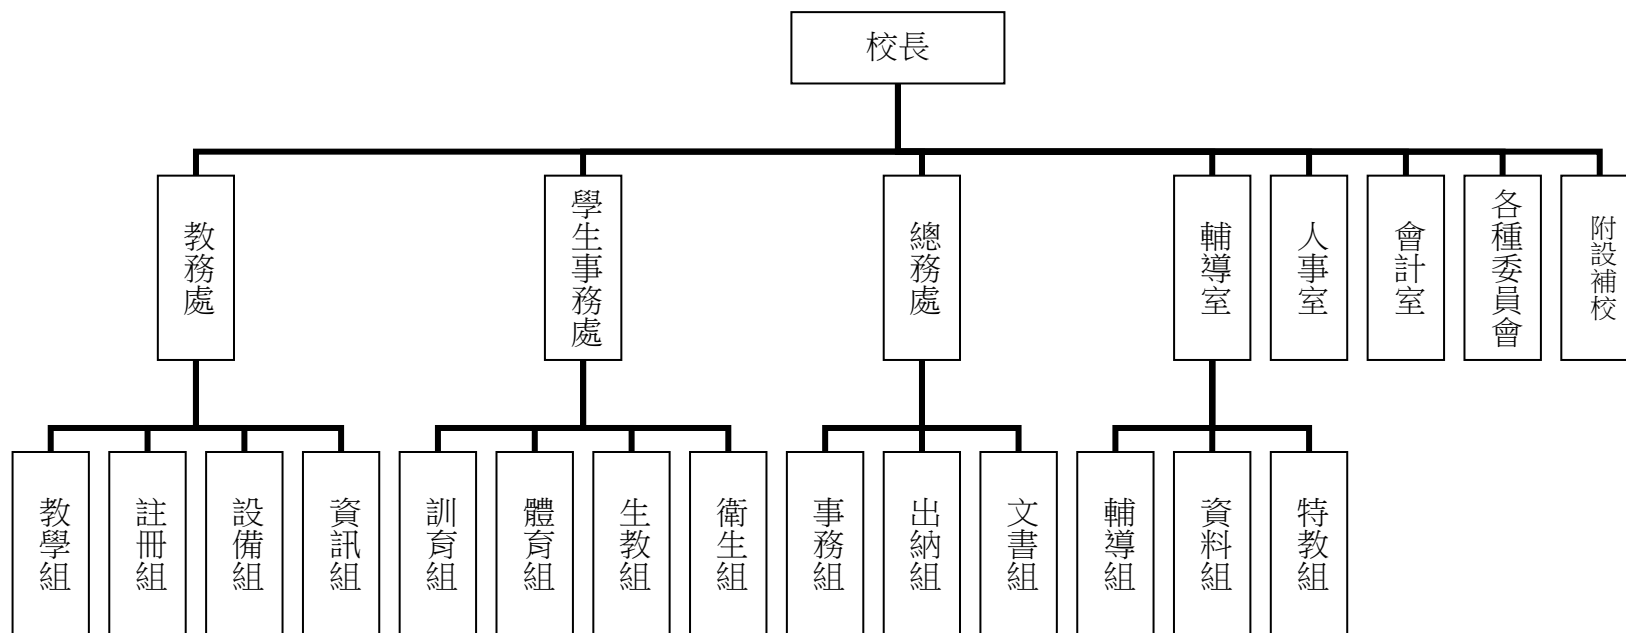 校長
教務處
學生事務處
總務處
輔導室
人事室
會計室
各種委員會
附設補校
教學組
註冊組
設備組
資訊組
訓育組
體育組
生教組
衛生組
事務組
出納組
文書組
輔導組
資料組
特教組